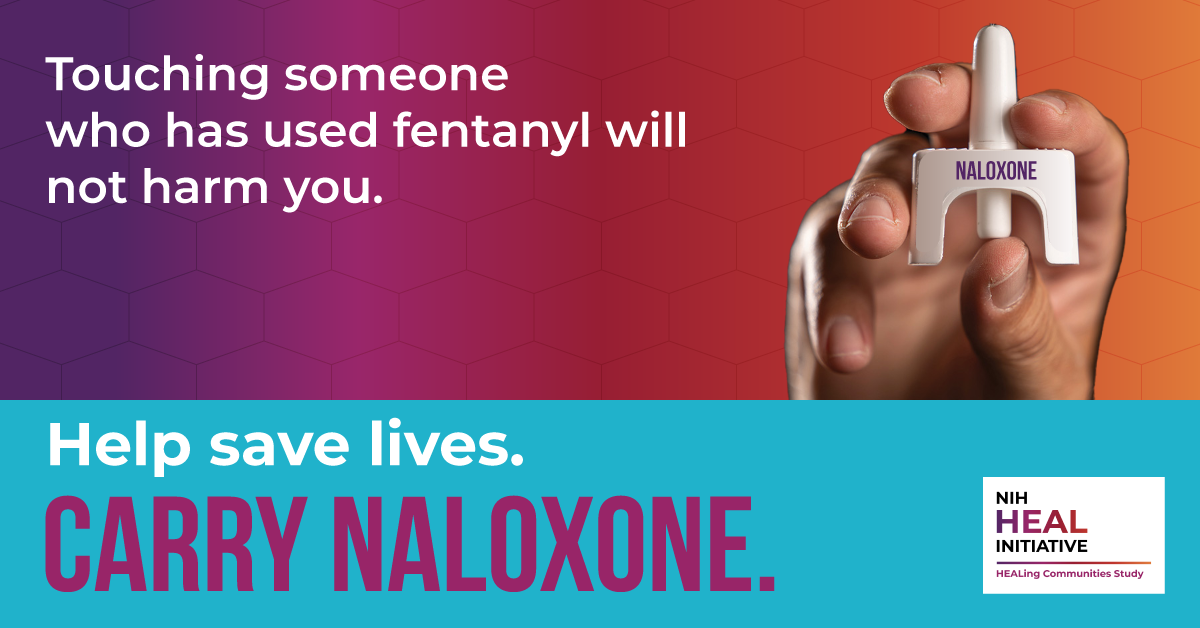 Touching someone
who has used fentanyl will
not harm you.
NALOXONE
Help save lives.
CARRY NALOXONE.
NIH
HEAL
INITIATIVE
HEALing Communities Study